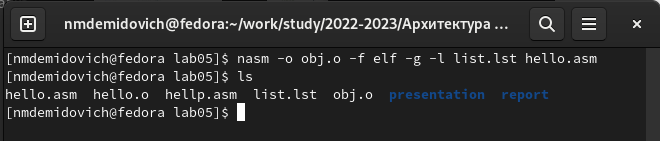 nmdemidovich@fedora:~/work/study/2022-2023/Архитектура ...
[nmdemidovich@fedora lab05]$ nasm -o obj.o -f elf -g -l list.lst hello.asm
[nmdemidovich@fedora lab05]$ ls
hello.asm  hello.o  hellp.asm  list.lst  obj.o  presentation  report
[nmdemidovich@fedora lab05]$